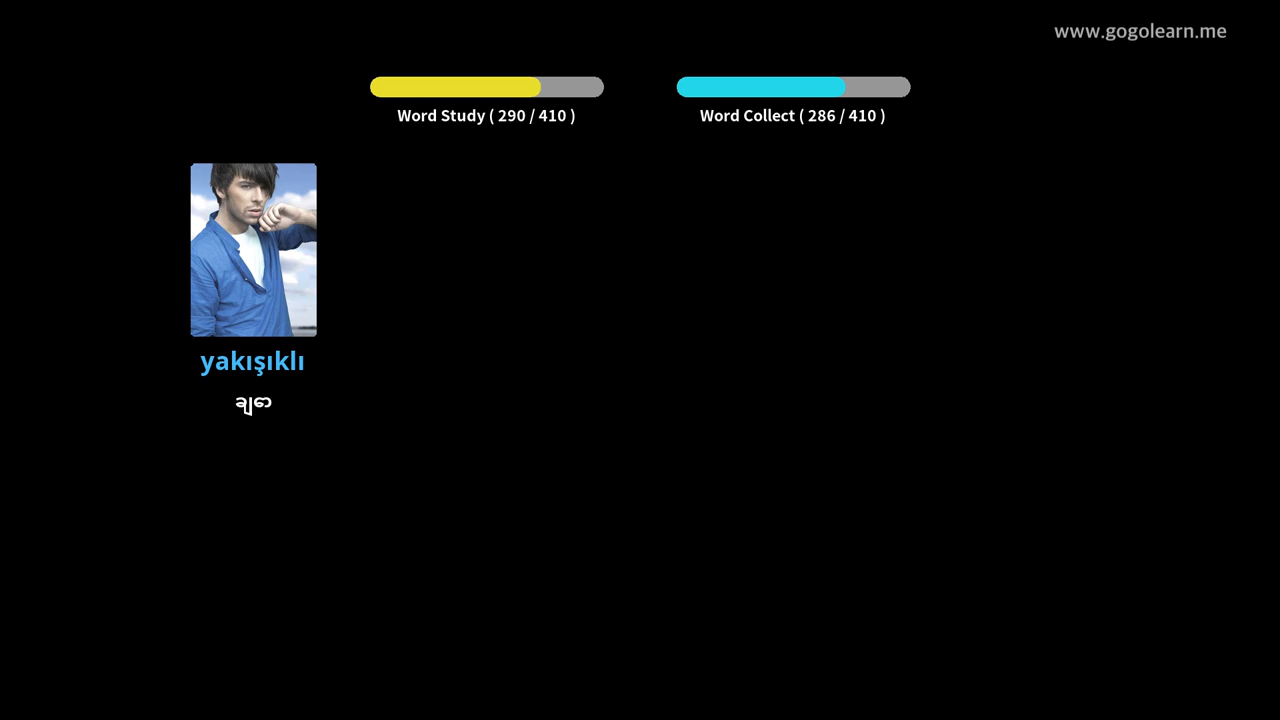 www.gogolearn.me
Word Study ( 290 / 410 )
Word Collect ( 286 / 410 )
yakışıklı
ချော